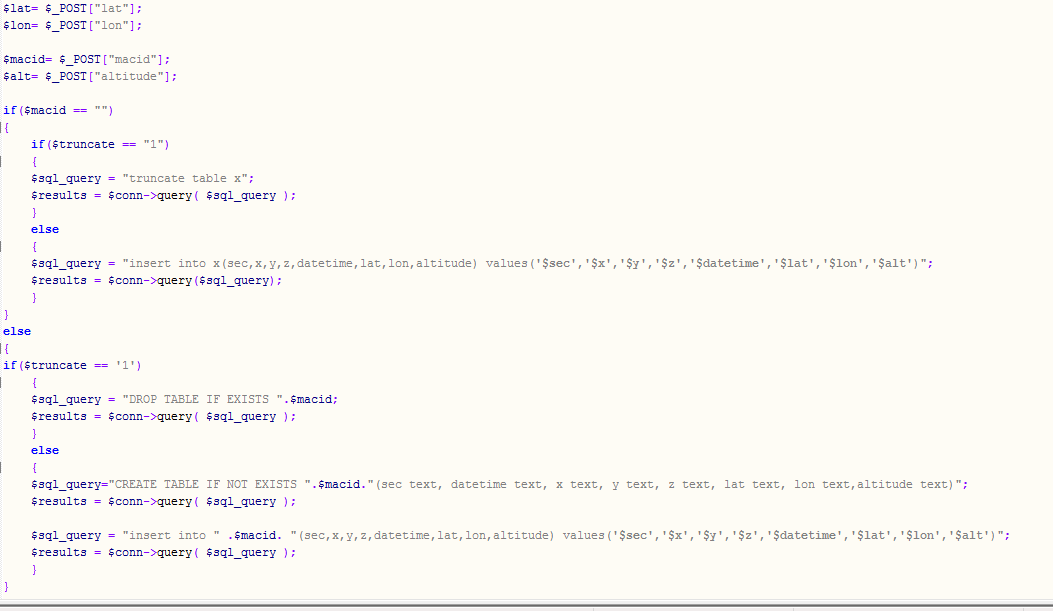 $lat= $_POST["lat"];
$lon= $_POST["lon"];
$macid= $_POST["macid"];
$alt= $_POST["altitude"];
if($macid == "")
{
if($truncate == "1")
{
$sql_query = "truncate table x";
$results = $conn->query( $sql_query );
}
else
{
$sql_query = "insert into x(sec,x,y,z,datetime,lat,lon,altitude) values('$sec','$x','$y','$z','$datetime','$lat','$lon','$alt')";
$results = $conn->query($sql_query);
}
}
else
{
if($truncate == '1')
{
$sql_query = "DROP TABLE IF EXISTS ".$macid;
$results = $conn->query( $sql_query );
}
else
{
$sql_query="CREATE TABLE IF NOT EXISTS ".$macid."(sec text, datetime text, x text, y text, z text, lat text, lon text,altitude text)";
$results = $conn->query( $sql_query );
$sql_query = "insert into " .$macid. "(sec,x,y,z,datetime,lat,lon,altitude) values('$sec','$x','$y','$z','$datetime','$lat','$lon','$alt')";
$results = $conn->query( $sql_query );
}
}